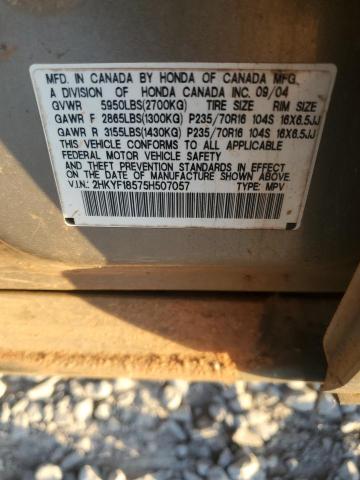 MFD. IN CANADA BY HONDA OF CANADA MFG.,
A DIVISION OF HONDA CANADA INC. 09/04
GVWR 5950LBS(2700KG) TIRE SIZE RIM SIZE
GAWR F 2865LBS(1300KG) P235/70R16 104S 16X6.5JJ
GAWR R 3155LBS(1430KG) P235/70R16 104S 16X6.5JJ
THIS VEHICLE CONFORMS TO ALL APPLICABLE
FEDERAL MOTOR VEHICLE SAFETY
AND THEFT PREVENTION STANDARDS IN EFFECT
ON THE DATE OF MANUFACTURE SHOWN ABOVE.
V.I.N.: 2HKYF18575H507057 TYPE: MPV